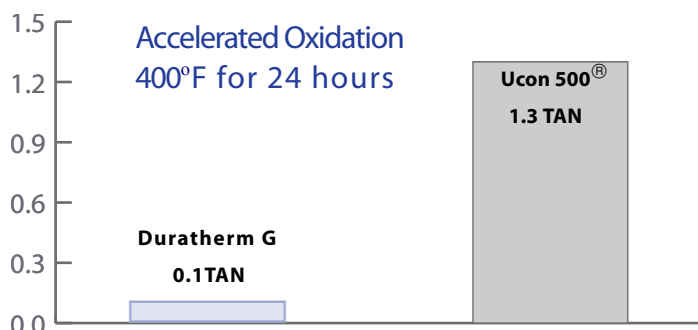 1.5
Accelerated Oxidation
400ºF for 24 hours
1.2
Ucon 500®
1.3 TAN
0.9
0.6
Duratherm G
0.3
0.1TAN
0.0